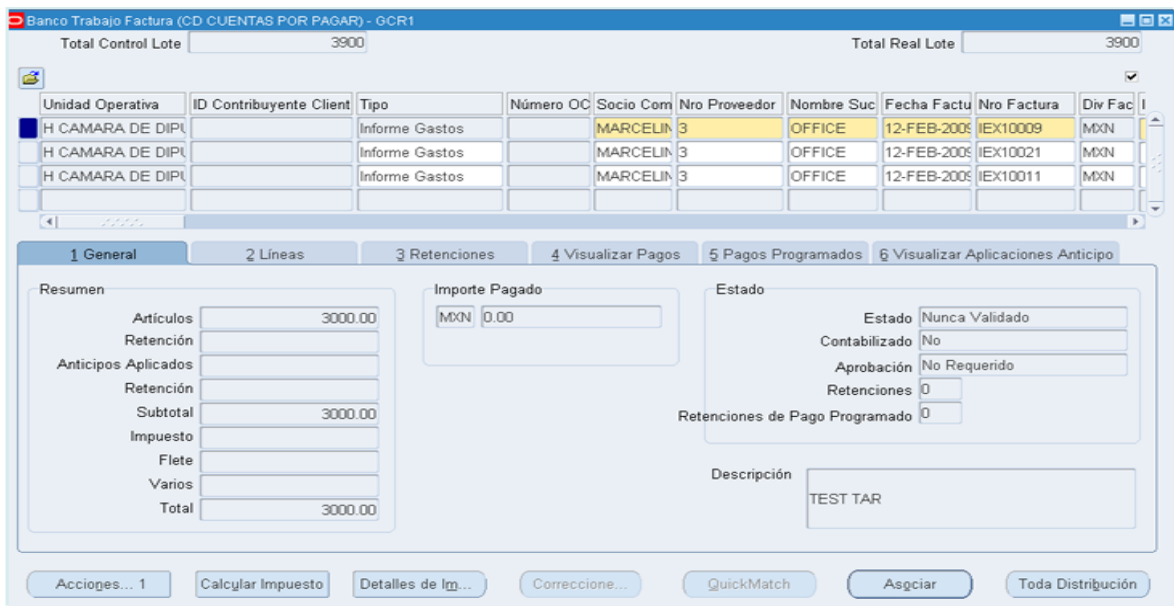 Banco Trabajo Factura (CD CUENTAS POR PAGAR) - GCR1
Total Control Lote 3900 Total Real Lote 3900
Unidad Operativa ID Contribuyente Client Tipo Número OC Socio Com Nro Proveedor Nombre Suc Fecha Factu Nro Factura Div Fac
H CAMARA DE DIPU Informe Gastos MARCELIN 3 OFFICE 12-FEB-2009 IEX10009 MXN
H CAMARA DE DIPU Informe Gastos MARCELIN 3 OFFICE 12-FEB-2009 IEX10021 MXN
H CAMARA DE DIPU Informe Gastos MARCELIN 3 OFFICE 12-FEB-2009 IEX10011 MXN
1 General 2 Líneas 3 Retenciones 4 Visualizar Pagos 5 Pagos Programados 6 Visualizar Aplicaciones Anticipo
Resumen Importe Pagado Estado
Artículos 3000.00 MXN 0.00 Estado Nunca Validado
Retención Contabilizado No
Anticipos Aplicados Aprobación No Requerido
Retención Retenciones 0
Subtotal 3000.00 Retenciones de Pago Programado 0
Impuesto
Flete
Varios Descripción TEST TAR
Total 3000.00
Acciones... 1 Calcular Impuesto Detalles de Im... Correccione... QuickMatch Asociar Toda Distribución